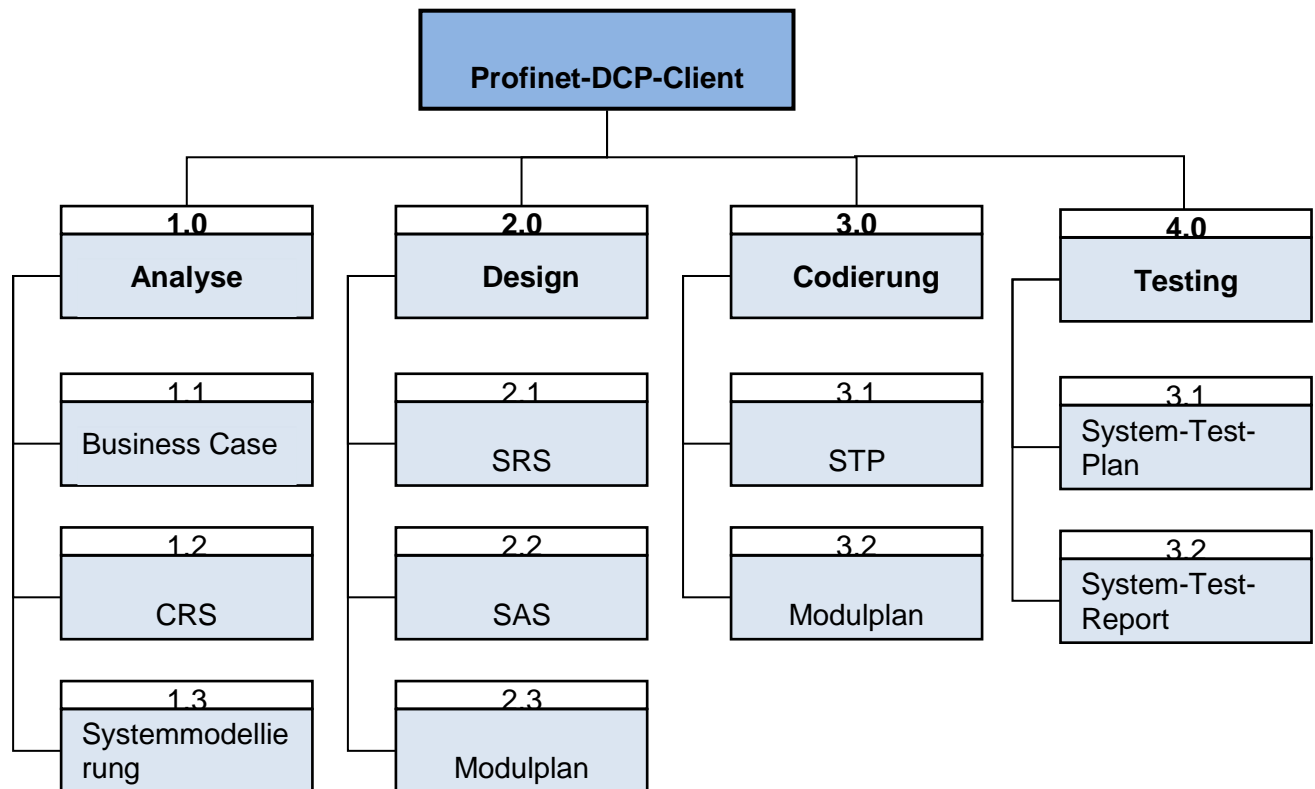 Profinet-DCP-Client
1.0
Analyse
1.1
Business Case
1.2
CRS
1.3
Systemmodellie
rung
2.0
Design
2.1
SRS
2.2
SAS
2.3
Modulplan
3.0
Codierung
3.1
STP
3.2
Modulplan
4.0
Testing
3.1
System-Test-
Plan
3.2
System-Test-
Report